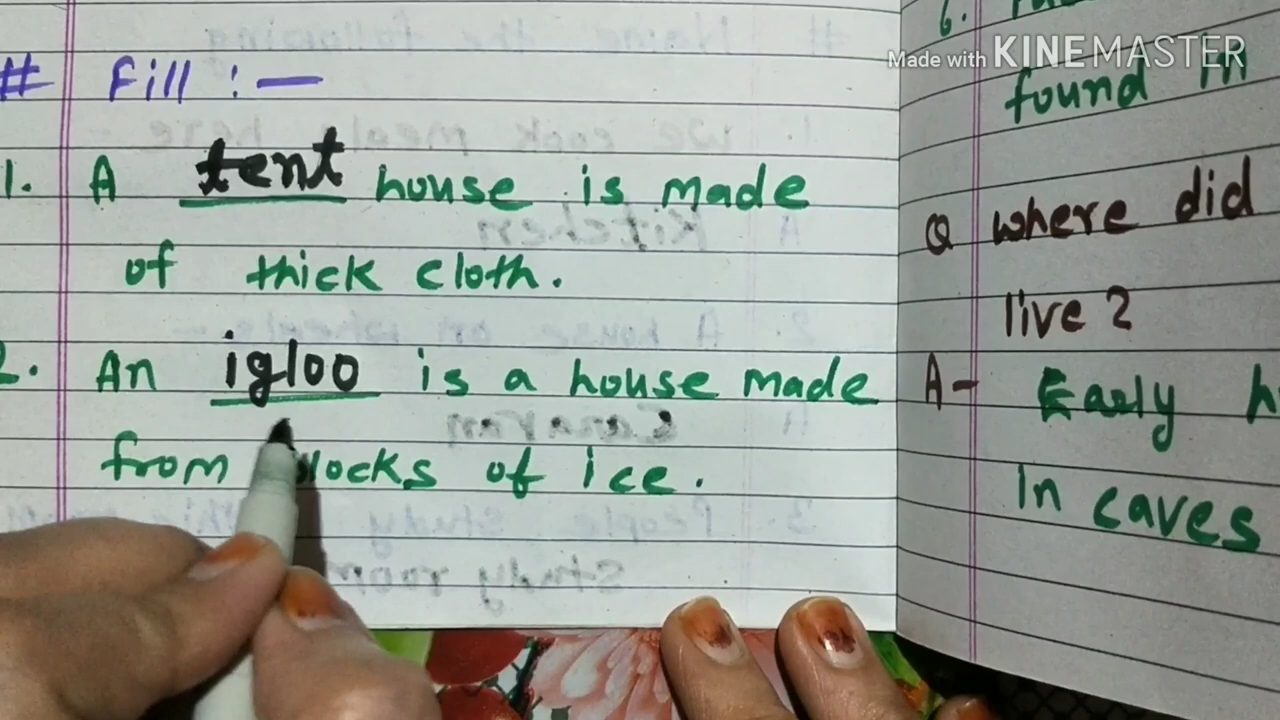 # Fill :—
1. A tent house is made
of thick cloth.
2. An igloo is a house made
from blocks of ice.
6.
found in
Q where did
live ?
A- Early
in caves
Made with KINEMASTER